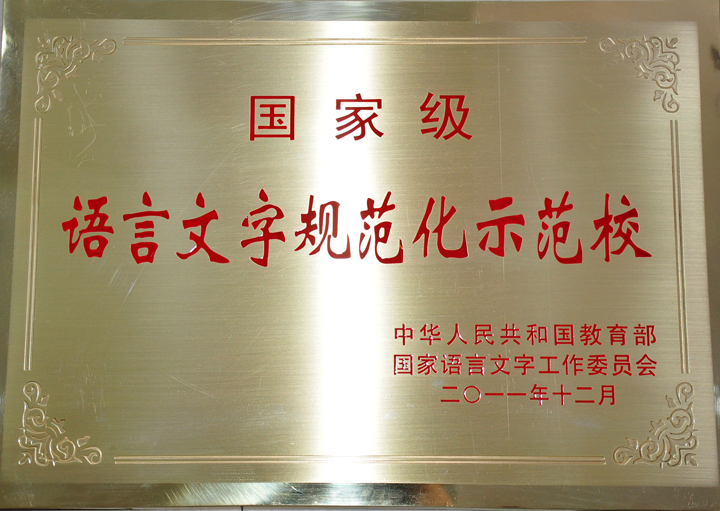 国家级
语言文字规范化示范校
中华人民共和国教育部
国家语言文字工作委员会
二〇一一年十二月